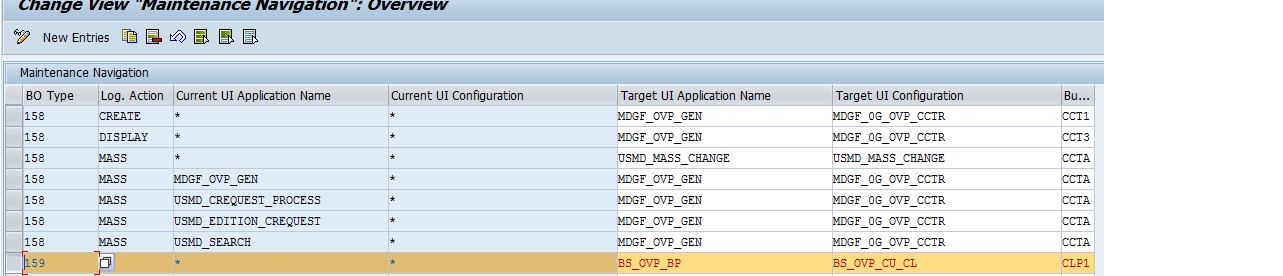 Change View "Maintenance Navigation": Overview
New Entries
Maintenance Navigation
BO Type Log. Action Current UI Application Name Current UI Configuration Target UI Application Name Target UI Configuration Bu...
158 CREATE * * MDGF_OVP_GEN MDGF_0G_OVP_CCTR CCT1
158 DISPLAY * * MDGF_OVP_GEN MDGF_0G_OVP_CCTR CCT3
158 MASS * * USMD_MASS_CHANGE USMD_MASS_CHANGE CCTA
158 MASS MDGF_OVP_GEN * MDGF_OVP_GEN MDGF_0G_OVP_CCTR CCTA
158 MASS USMD_CREQUEST_PROCESS * MDGF_OVP_GEN MDGF_0G_OVP_CCTR CCTA
158 MASS USMD_EDITION_CREQUEST * MDGF_OVP_GEN MDGF_0G_OVP_CCTR CCTA
158 MASS USMD_SEARCH * MDGF_OVP_GEN MDGF_0G_OVP_CCTR CCTA
159 * * BS_OVP_BP BS_OVP_CU_CL CLP1